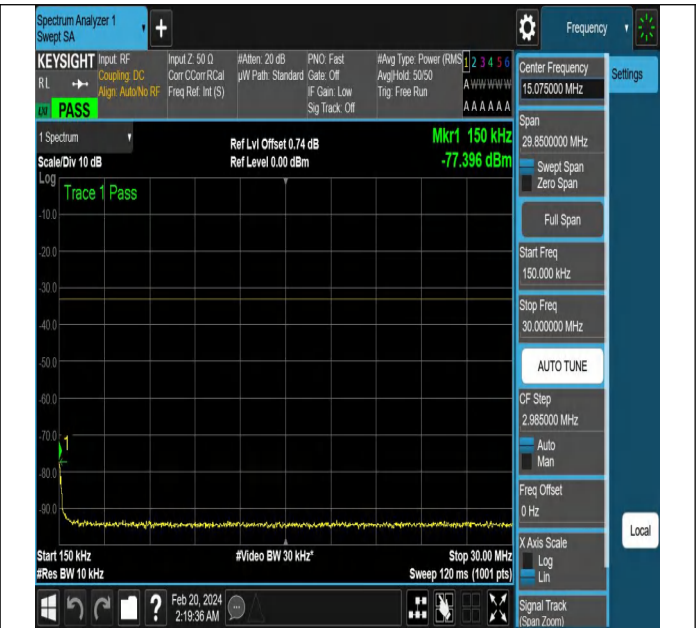 Spectrum Analyzer 1
Swept SA
+
Frequency
KEYSIGHT
RL
PASS
Input: RF
Coupling: DC
Align: Auto/No RF
Input Z: 50 Ω
Corr CCorr RCal
Freq Ref: Int (S)
#Atten: 20 dB
µW Path: Standard
PNO: Fast
Gate: Off
IF Gain: Low
Sig Track: Off
#Avg Type: Power (RMS
Avg|Hold: 50/50
Trig: Free Run
1 2 3 4 5 6
A W W W W W
A A A A A A
Center Frequency
15.075000 MHz
Settings
Span
29.8500000 MHz
Swept Span
Zero Span
Full Span
Start Freq
150.000 kHz
Stop Freq
30.000000 MHz
AUTO TUNE
CF Step
2.985000 MHz
Auto
Man
Freq Offset
0 Hz
X Axis Scale
Log
Lin
Signal Track
(Span Zoom)
Local
1 Spectrum
Scale/Div 10 dB
Ref Lvl Offset 0.74 dB
Ref Level 0.00 dBm
Mkr1 150 kHz
-77.396 dBm
Log
Trace 1 Pass
-10.0
-20.0
-30.0
-40.0
-50.0
-60.0
-70.0
1
-80.0
-90.0
Start 150 kHz
#Video BW 30 kHz*
Stop 30.00 MHz
#Res BW 10 kHz
Sweep 120 ms (1001 pts)
?
Feb 20, 2024
2:19:36 AM